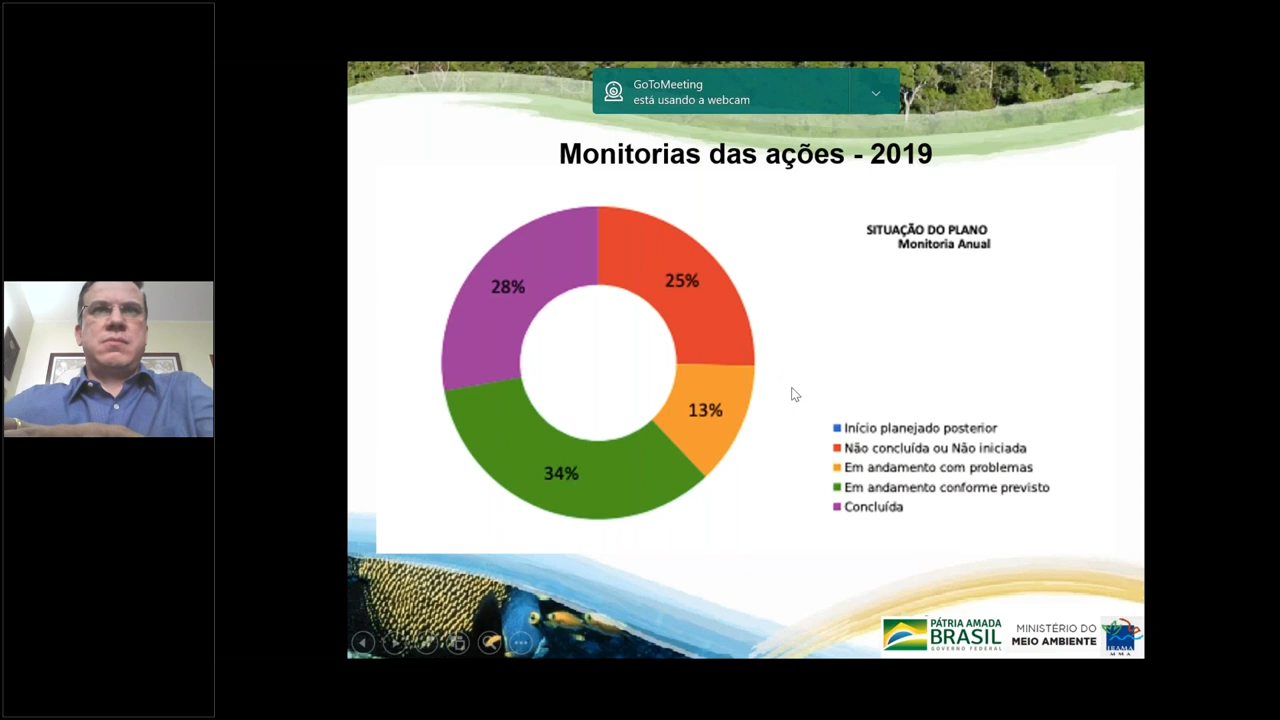 GoToMeeting
está usando a webcam
Monitorias das ações - 2019
SITUAÇÃO DO PLANO
Monitoria Anual
28%
25%
13%
34%
Início planejado posterior
Não concluída ou Não iniciada
Em andamento com problemas
Em andamento conforme previsto
Concluída
PÁTRIA AMADA
BRASIL
GOVERNO FEDERAL
MINISTÉRIO DO
MEIO AMBIENTE
IBAMA
MMA